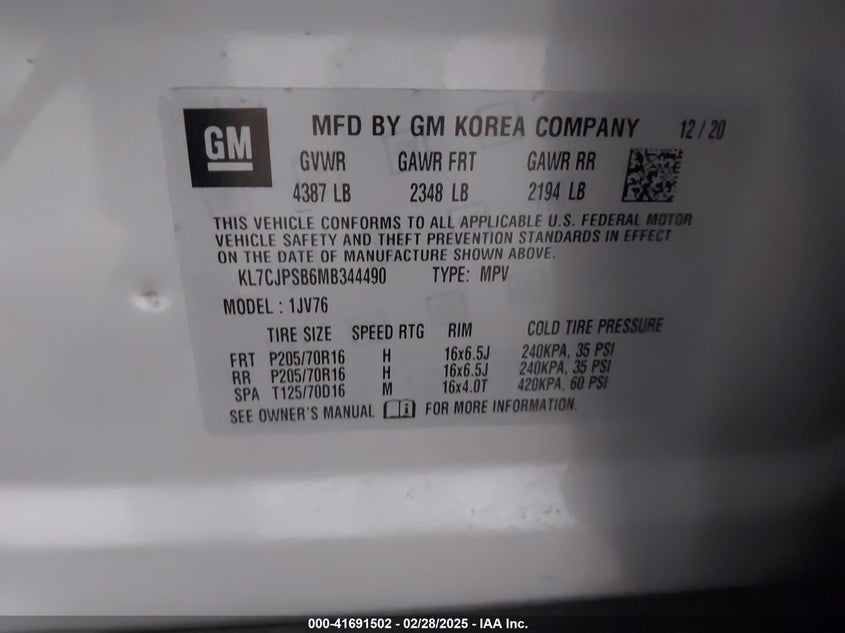 GM MFD BY GM KOREA COMPANY 12/20
GVWR GAWR FRT GAWR RR
4387 LB 2348 LB 2194 LB
THIS VEHICLE CONFORMS TO ALL APPLICABLE U.S. FEDERAL MOTOR
VEHICLE SAFETY AND THEFT PREVENTION STANDARDS IN EFFECT
ON THE DATE OF MANUFACTURE SHOWN ABOVE.
KL7CJPSB6MB344490 TYPE: MPV
MODEL : 1JV76
TIRE SIZE SPEED RTG RIM COLD TIRE PRESSURE
FRT P205/70R16 H 16x6.5J 240KPA, 35 PSI
RR P205/70R16 H 16x6.5J 240KPA, 35 PSI
SPA T125/70D16 M 16x4.0T 420KPA, 60 PSI
SEE OWNER'S MANUAL FOR MORE INFORMATION.
000-41691502 / 02/28/2025 - IAA Inc.